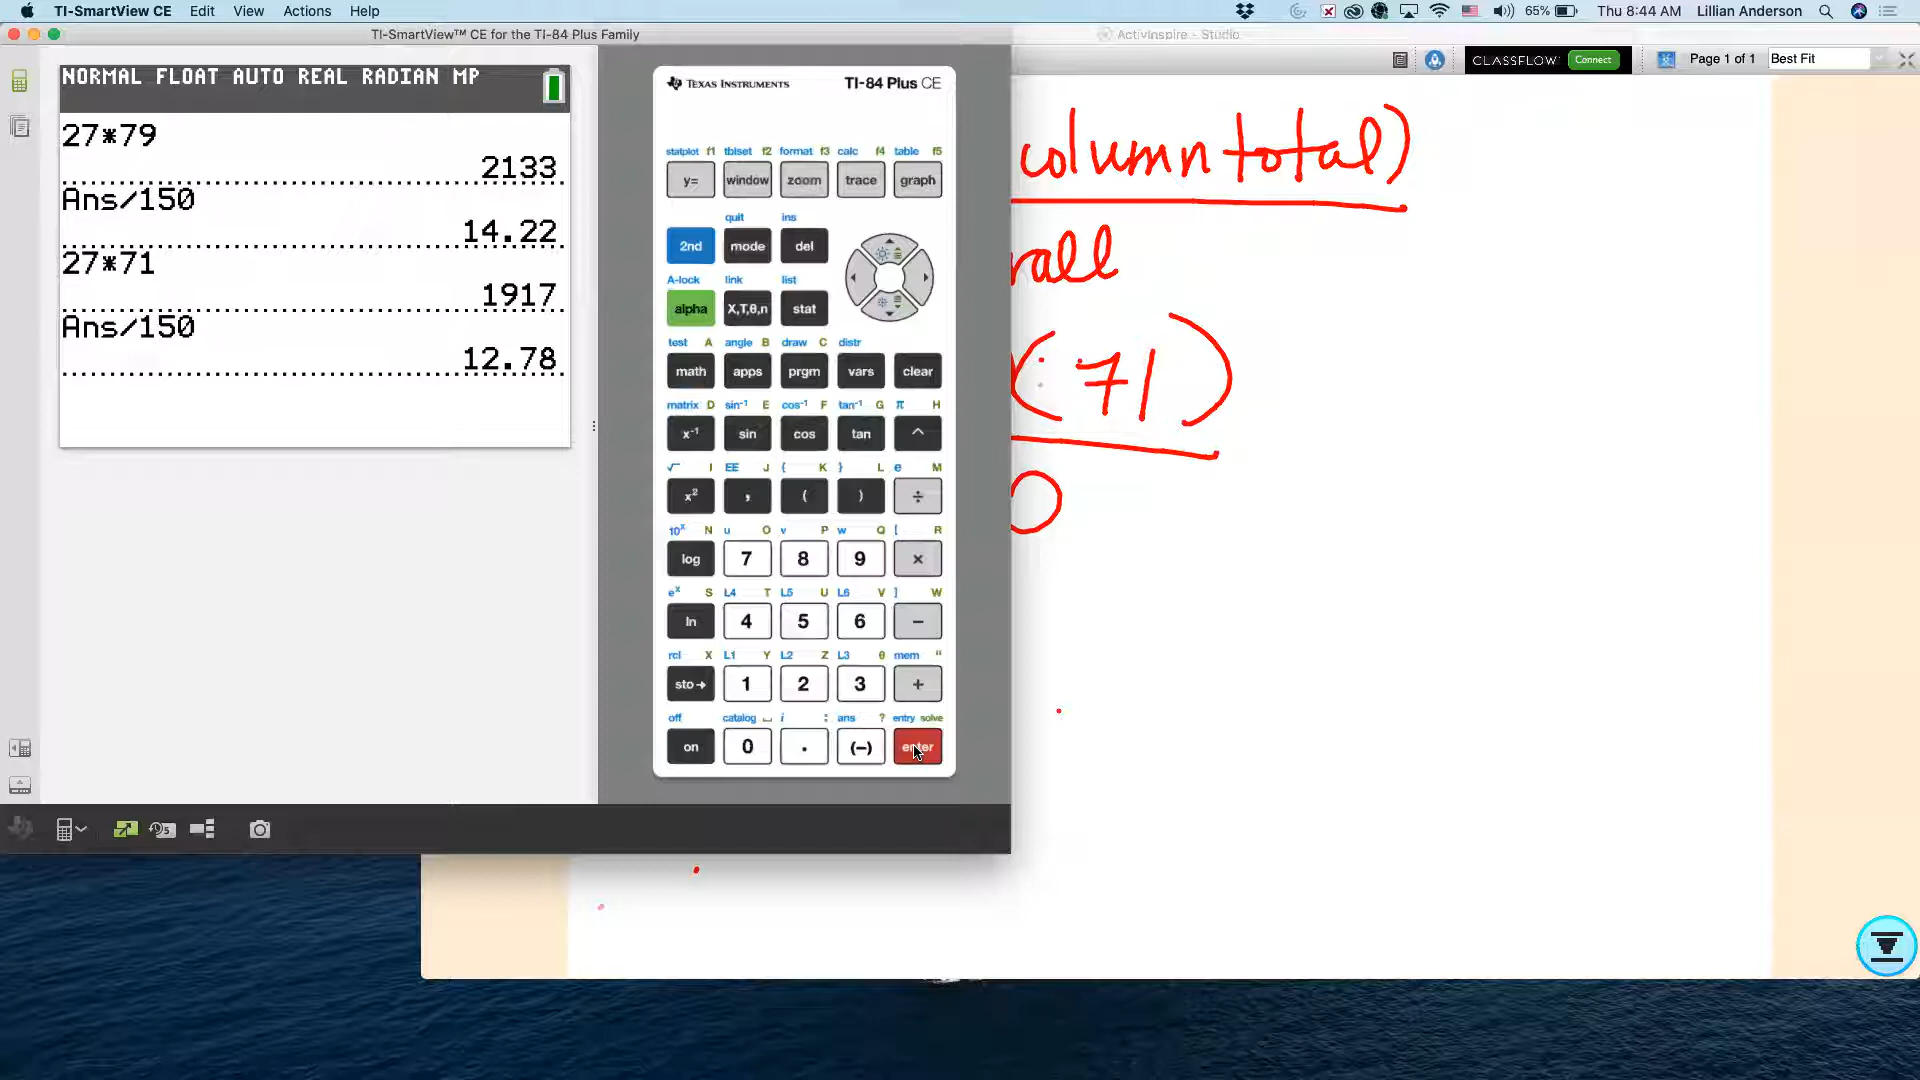 TI-SmartView CE Edit View Actions Help 65% Thu 8:44 AM Lillian Anderson
TI-SmartView™ CE for the TI-84 Plus Family
ActivInspire - Studio
CLASSFLOW Connect Page 1 of 1 Best Fit
NORMAL FLOAT AUTO REAL RADIAN MP
27*79
2133
Ans/150
14.22
27*71
1917
Ans/150
12.78
TEXAS INSTRUMENTS TI-84 Plus CE
statplot f1 tblset f2 format f3 calc f4 table f5
y= window zoom trace graph
quit ins
2nd mode del
A-lock link list
alpha X,T,θ,n stat
test A angle B draw C distr
math apps prgm vars clear
matrix D sin⁻¹ E cos⁻¹ F tan⁻¹ G π H
x⁻¹ sin cos tan ^
√ I EE J { K } L e M
x² , ( ) ÷
10ˣ N u O v P w Q [ R
log 7 8 9 ×
eˣ S L4 T L5 U L6 V ] W
ln 4 5 6 −
rcl X L1 Y L2 Z L3 θ mem "
sto→ 1 2 3 +
off catalog ⎵ i : ans ? entry solve
on 0 . (−) enter
column total)
rall
(71)
0